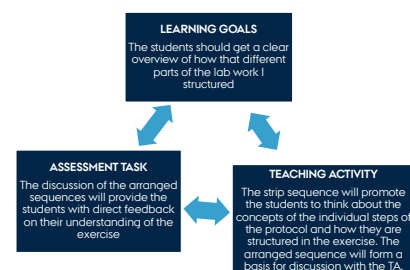 LEARNING GOALS
The students should get a clear
overview of how that different
parts of the lab work I
structured
ASSESSMENT TASK
The discussion of the arranged
sequences will provide the
students with direct feedback
on their understanding of the
exercise
TEACHING ACTIVITY
The strip sequence will promote
the students to think about the
concepts of the individual steps of
the protocol and how they are
structured in the exercise. The
arranged sequence will form a
basis for discussion with the TA.